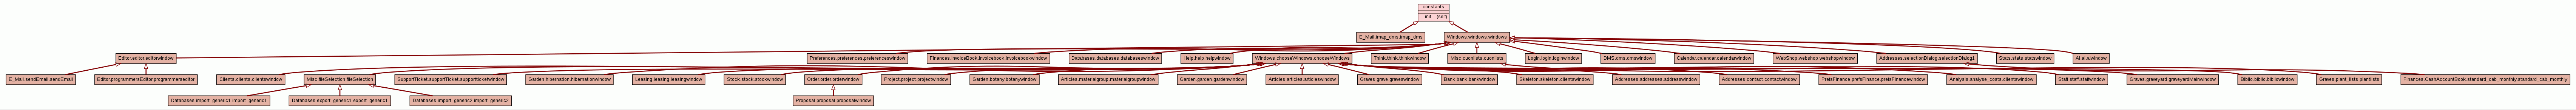 constants
__init__(self)
E_Mail.imap_dms.imap_dms
Windows.windows.windows
Editor.editor.editorwindow
Preferences.preferences.preferenceswindow
Finances.invoicebook.invoicebookwindow
Databases.databases.databaseswindow
Help.help.helpwindow
Windows.chooseWindows.chooseWindows
Think.think.thinkwindow
Misc.cuonlists.cuonlists
Login.login.loginwindow
DMS.dms.dmswindow
Calendar.calendar.calendarwindow
WebShop.webshop.webshopwindow
Addresses.selectionDialog.selectionDialog1
Stats.stats.statswindow
AI.ai.aiwindow
E_Mail.sendEmail.sendEmail
Editor.programmersEditor.programmerseditor
Clients.clients.clientswindow
Misc.fileSelection.fileSelection
SupportTicket.supportTicket.supportticketwindow
Garden.hibernation.hibernationwindow
Leasing.leasing.leasingwindow
Stock.stock.stockwindow
Order.order.orderwindow
Project.project.projectwindow
Garden.botany.botanywindow
Articles.materialgroup.materialgroupwindow
Garden.garden.gardenwindow
Articles.articles.articleswindow
Graves.grave.gravewindow
Bank.bank.bankwindow
Skeleton.skeleton.clientswindow
Addresses.addresses.addresseswindow
Addresses.contact.contactwindow
PrefsFinance.prefsFinance.prefsFinancewindow
Analysis.analyse_costs.clientswindow
Staff.staff.staffwindow
Graves.graveyard.graveyardMainwindow
Biblio.biblio.bibliowindow
Graves.plant_lists.plantlists
Finances.CashAccountBook.standard_cab_monthly.standard_cab_monthly
Databases.import_generic1.import_generic1
Databases.export_generic1.export_generic1
Databases.import_generic2.import_generic2
Proposal.proposal.proposalwindow